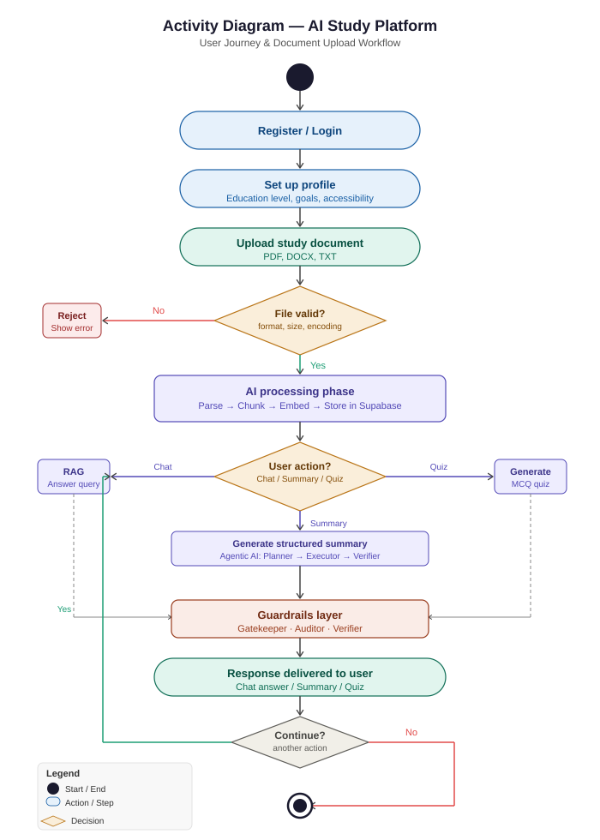 Activity Diagram — AI Study Platform
User Journey & Document Upload Workflow
Register / Login
Set up profile
Education level, goals, accessibility
Upload study document
PDF, DOCX, TXT
File valid?
format, size, encoding
No
Reject
Show error
Yes
AI processing phase
Parse → Chunk → Embed → Store in Supabase
User action?
Chat / Summary / Quiz
Chat
RAG
Answer query
Quiz
Generate
MCQ quiz
Summary
Generate structured summary
Agentic AI: Planner → Executor → Verifier
Yes
Guardrails layer
Gatekeeper · Auditor · Verifier
Response delivered to user
Chat answer / Summary / Quiz
Continue?
another action
No
Legend
Start / End
Action / Step
Decision